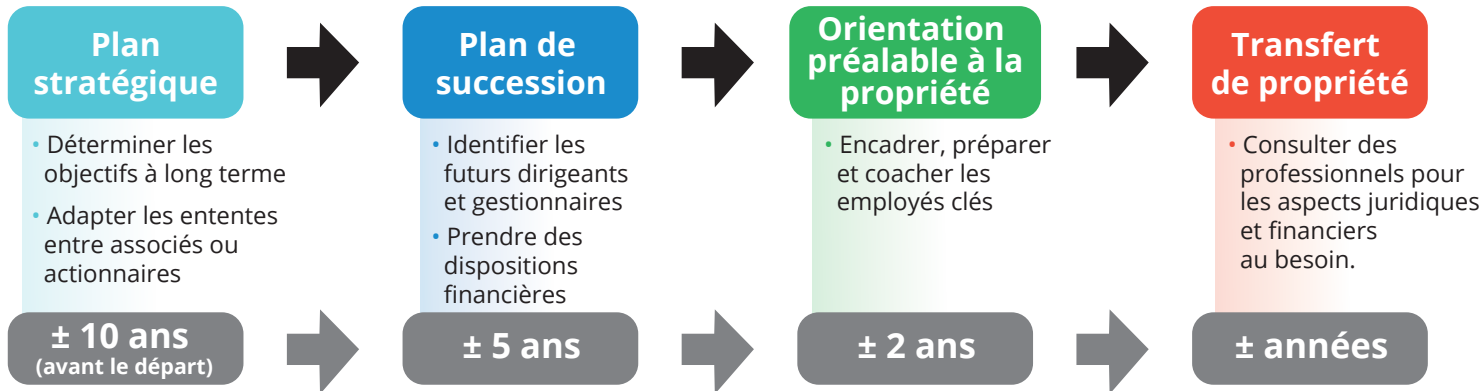 Plan
stratégique
• Déterminer les
objectifs à long terme
• Adapter les ententes
entre associés ou
actionnaires
± 10 ans
(avant le départ)
Plan de
succession
• Identifier les
futurs dirigeants
et gestionnaires
• Prendre des
dispositions
financières
± 5 ans
Orientation
préalable à la
propriété
• Encadrer, préparer
et coacher les
employés clés
± 2 ans
Transfert
de propriété
• Consulter des
professionnels pour
les aspects juridiques
et financiers
au besoin.
± années